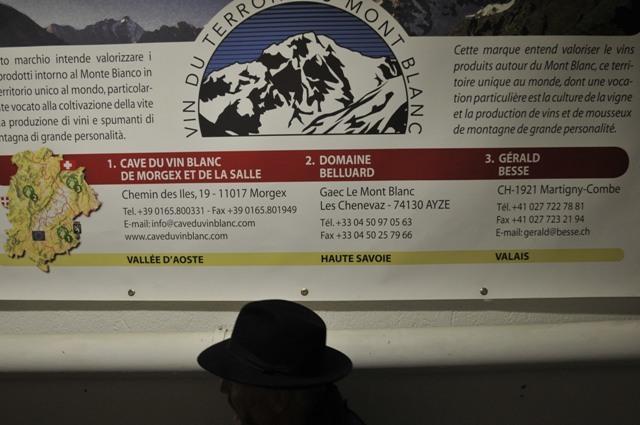 VIN DU TERROIR DU MONT BLANC
to marchio intende valorizzare i
prodotti intorno al Monte Bianco in
erritorio unico al mondo, particolar-
te vocato alla coltivazione della vite
a produzione di vini e spumanti di
ntagna di grande personalità.
Cette marque entend valoriser le vins
produits autour du Mont Blanc, ce terri-
toire unique au monde, dont une voca-
tion particulière est la culture de la vigne
et la production de vins et de mousseux
de montagne de grande personnalité.
1. CAVE DU VIN BLANC
DE MORGEX ET DE LA SALLE
Chemin des Iles, 19 - 11017 Morgex
Tel. +39 0165.800331 - Fax +39 0165.801949
E-mail: info@caveduvinblanc.com
www.caveduvinblanc.com
VALLÉE D'AOSTE
2. DOMAINE
BELLUARD
Gaec Le Mont Blanc
Les Chenevaz - 74130 AYZE
Tél. +33 04 50 97 05 63
Fax +33 04 50 25 79 66
HAUTE SAVOIE
3. GÉRALD
BESSE
CH-1921 Martigny-Combe
Tél. +41 027 722 78 81
Fax +41 027 723 21 94
E-mail: gerald@besse.ch
VALAIS